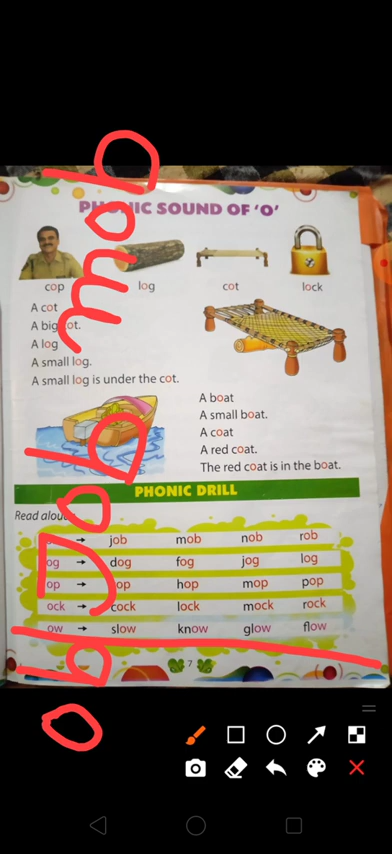 PHONIC SOUND OF 'O'
cop log cot lock
A cot
A big cot.
A log
A small log.
A small log is under the cot.
A boat
A small boat.
A coat
A red coat.
The red coat is in the boat.
PHONIC DRILL
Read aloud
→ job mob nob rob
og → dog fog jog log
op → hop mop pop
ock → cock lock mock rock
ow → slow know glow flow
7